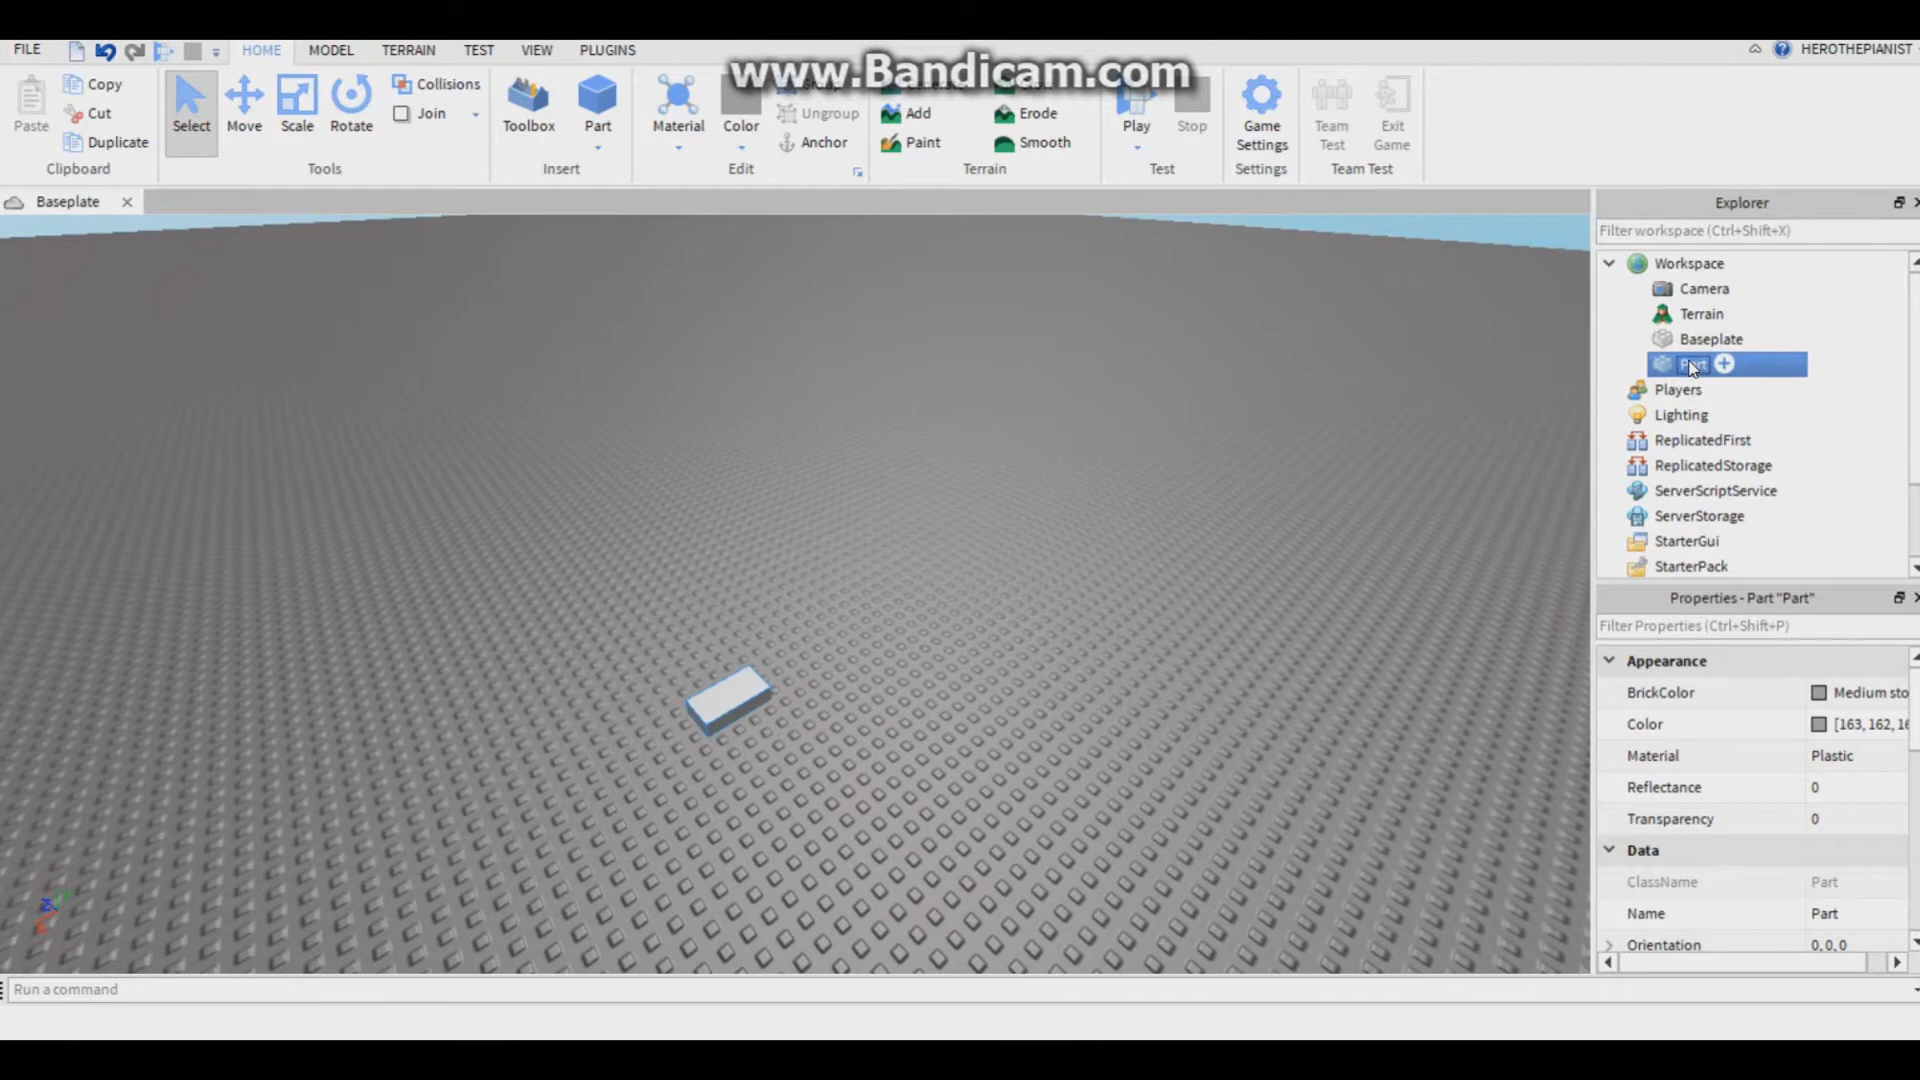 FILE HOME MODEL TERRAIN TEST VIEW PLUGINS HEROTHEPIANIST
www.Bandicam.com
Copy
Cut
Duplicate
Paste
Clipboard
Select Move Scale Rotate
Collisions
Join
Tools
Toolbox Part
Insert
Material Color
Ungroup
Anchor
Edit
Add Erode
Paint Smooth
Terrain
Play Stop
Test
Game Settings
Settings
Team Test
Exit Game
Team Test
Baseplate
Explorer
Filter workspace (Ctrl+Shift+X)
Workspace
Camera
Terrain
Baseplate
Part
Players
Lighting
ReplicatedFirst
ReplicatedStorage
ServerScriptService
ServerStorage
StarterGui
StarterPack
Properties - Part "Part"
Filter Properties (Ctrl+Shift+P)
Appearance
BrickColor Medium sto
Color [163, 162, 16
Material Plastic
Reflectance 0
Transparency 0
Data
ClassName Part
Name Part
Orientation 0, 0, 0
Run a command